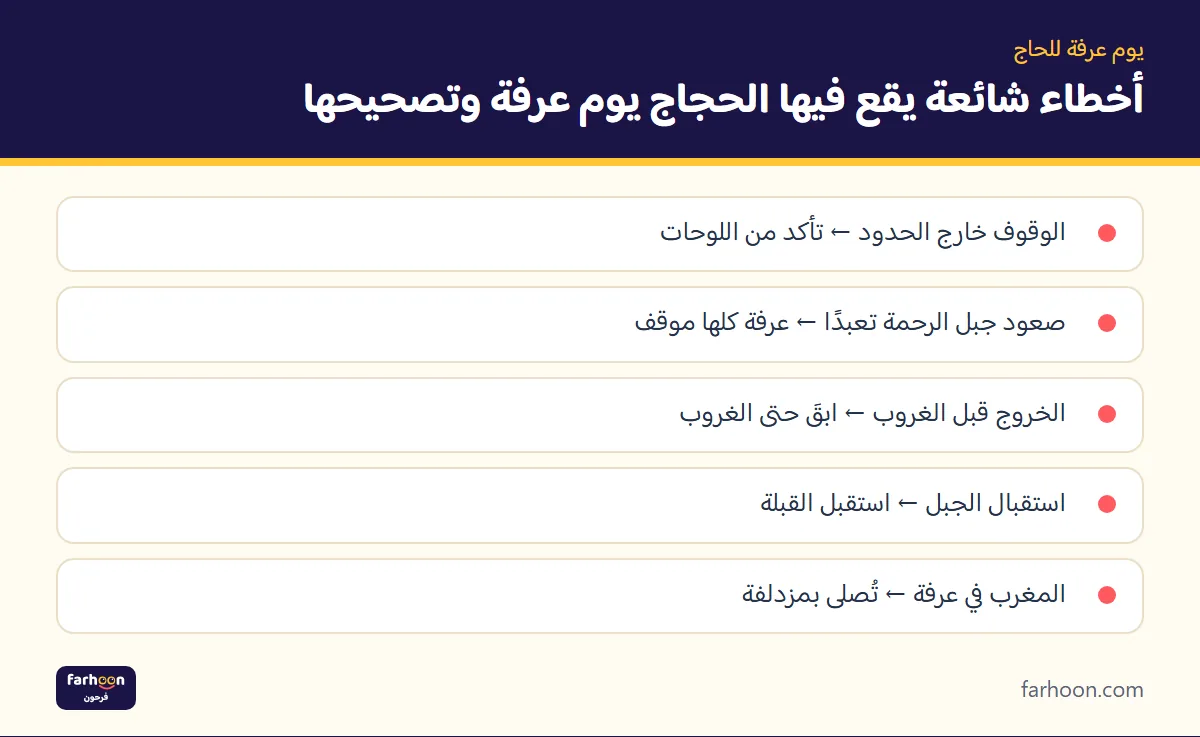 يوم عرفة للحاج
أخطاء شائعة يقع فيها الحجاج يوم عرفة وتصحيحها
الوقوف خارج الحدود ← تأكد من اللوحات
صعود جبل الرحمة تعبدًا ← عرفة كلها موقف
الخروج قبل الغروب ← ابقَ حتى الغروب
استقبال الجبل ← استقبل القبلة
المغرب في عرفة ← تُصلى بمزدلفة
farhoon.com
farhoon
فرحون